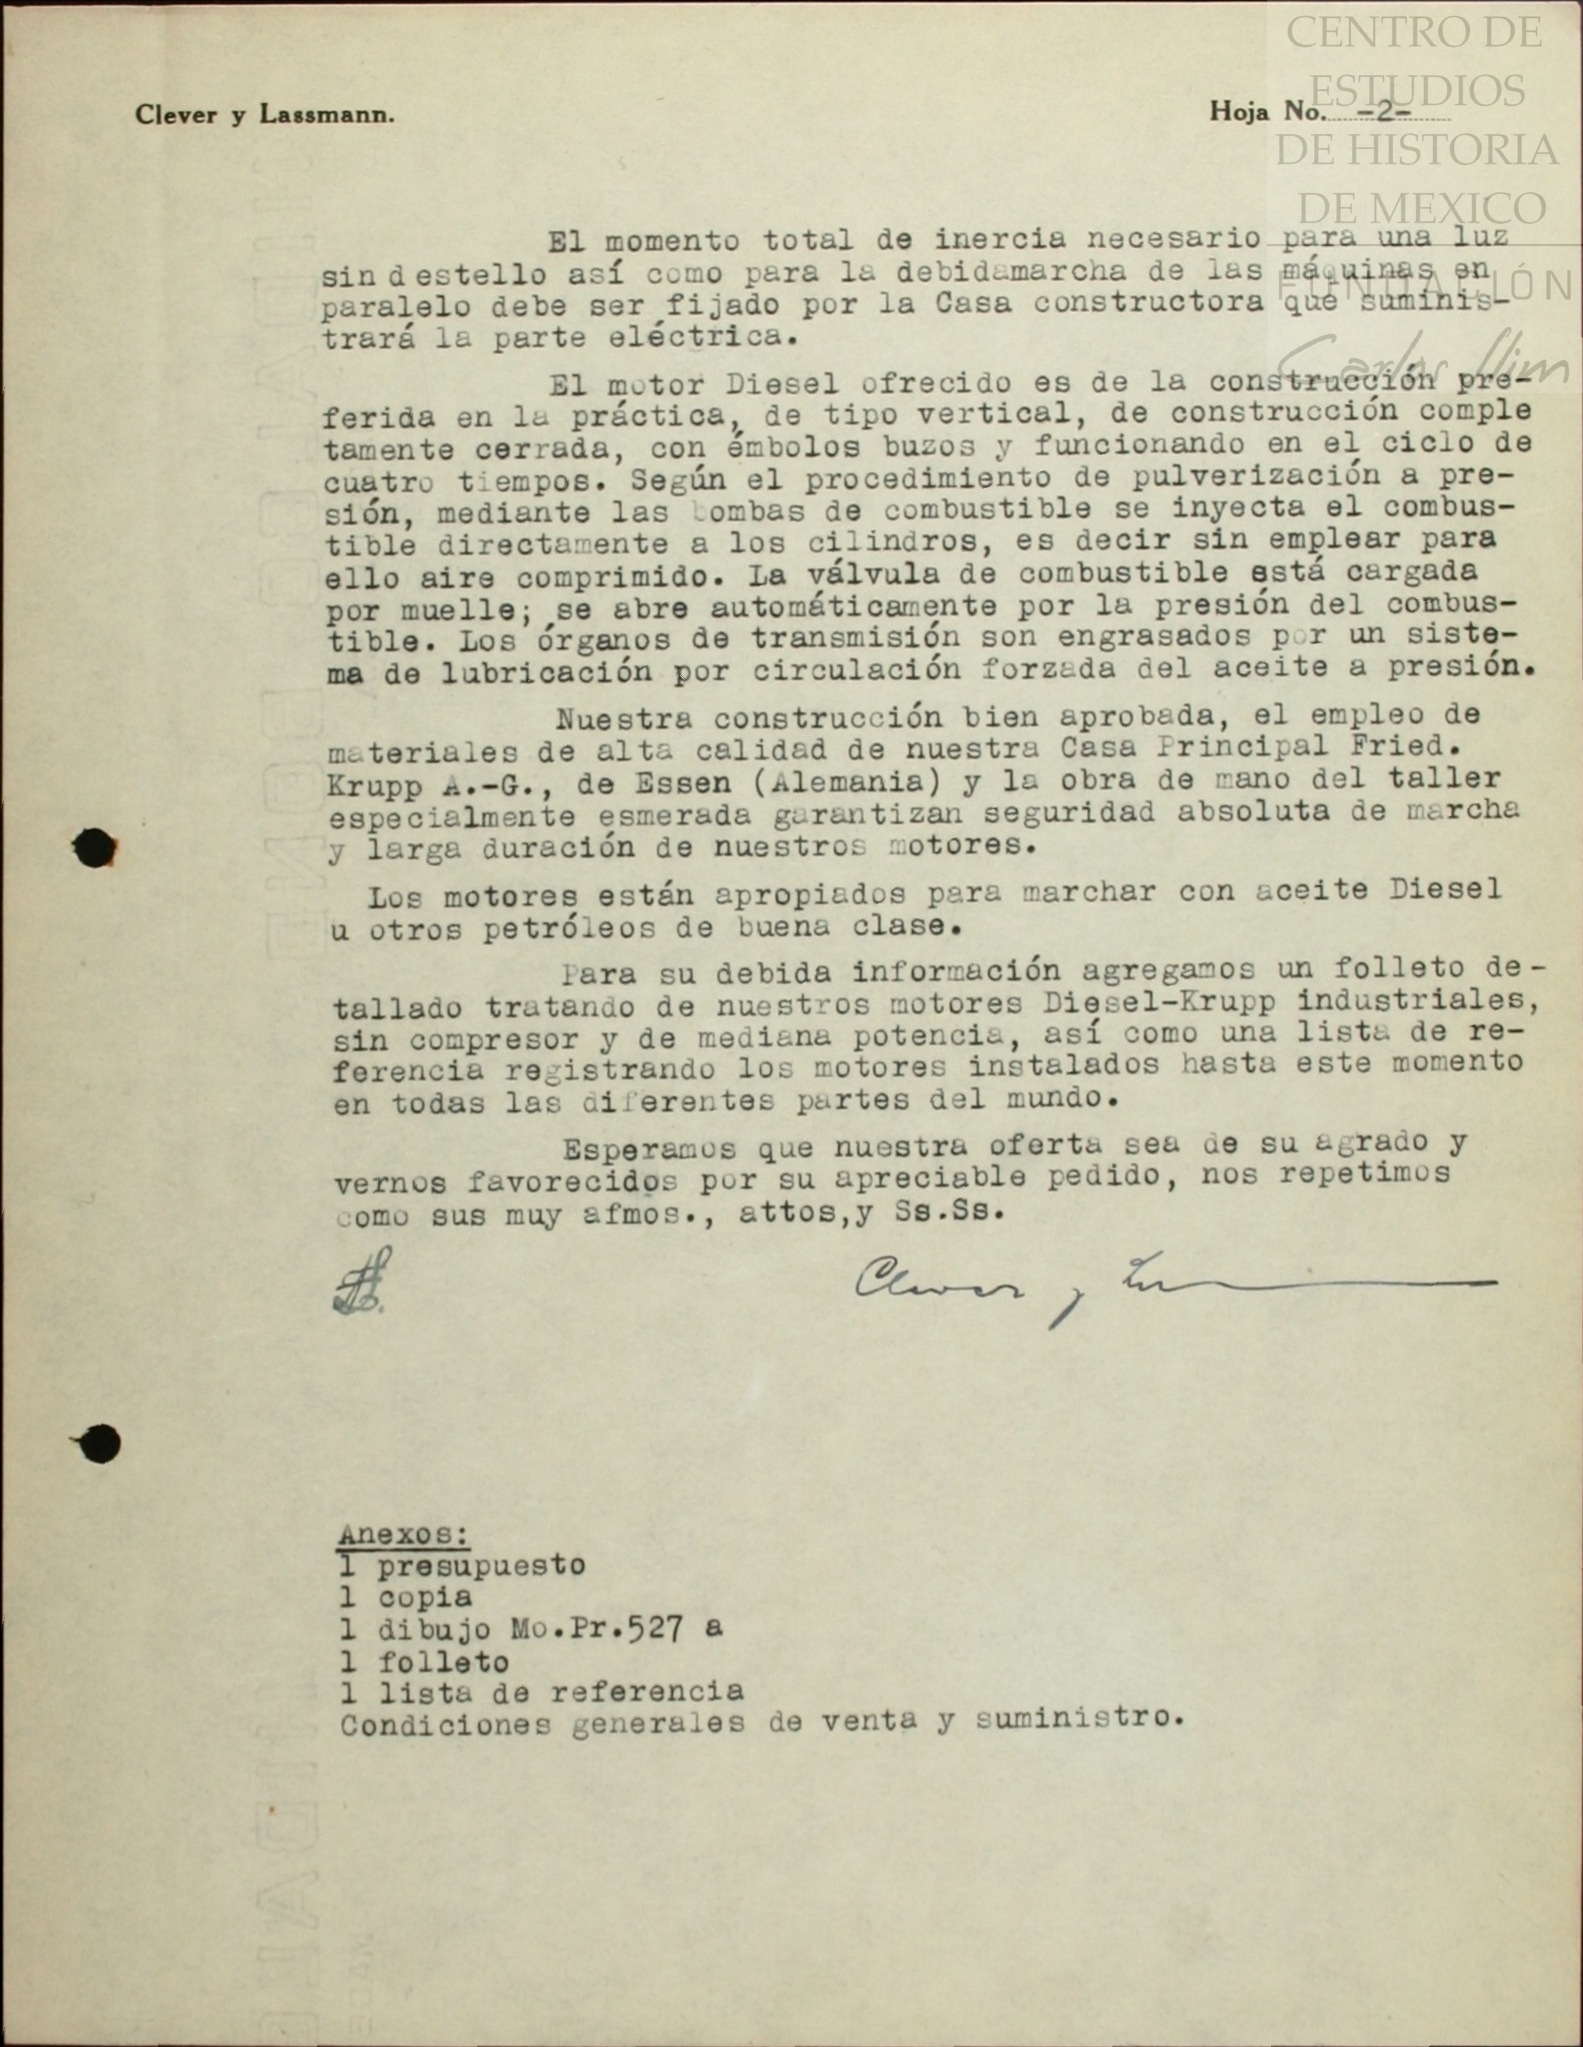 CENTRO DE
ESTUDIOS
DE HISTORIA
DE MEXICO
FUNDACIÓN
Carlos Slim
Clever y Lassmann.
Hoja No. -2-
El momento total de inercia necesario para una luz
sin destello así como para la debidamarcha de las máquinas en
paralelo debe ser fijado por la Casa constructora que suminis-
trará la parte eléctrica.
El motor Diesel ofrecido es de la construcción pre-
ferida en la práctica, de tipo vertical, de construcción comple
tamente cerrada, con émbolos buzos y funcionando en el ciclo de
cuatro tiempos. Según el procedimiento de pulverización a pre-
sión, mediante las bombas de combustible se inyecta el combus-
tible directamente a los cilindros, es decir sin emplear para
ello aire comprimido. La válvula de combustible está cargada
por muelle; se abre automáticamente por la presión del combus-
tible. Los órganos de transmisión son engrasados por un siste-
ma de lubricación por circulación forzada del aceite a presión.
Nuestra construcción bien aprobada, el empleo de
materiales de alta calidad de nuestra Casa Principal Fried.
Krupp A.-G., de Essen (Alemania) y la obra de mano del taller
especialmente esmerada garantizan seguridad absoluta de marcha
y larga duración de nuestros motores.
Los motores están apropiados para marchar con aceite Diesel
u otros petróleos de buena clase.
Para su debida información agregamos un folleto de-
tallado tratando de nuestros motores Diesel-Krupp industriales,
sin compresor y de mediana potencia, así como una lista de re-
ferencia registrando los motores instalados hasta este momento
en todas las diferentes partes del mundo.
Esperamos que nuestra oferta sea de su agrado y
vernos favorecidos por su apreciable pedido, nos repetimos
como sus muy afmos., attos,y Ss.Ss.
Clever y
Anexos:
1 presupuesto
1 copia
1 dibujo Mo.Pr.527 a
1 folleto
1 lista de referencia
Condiciones generales de venta y suministro.